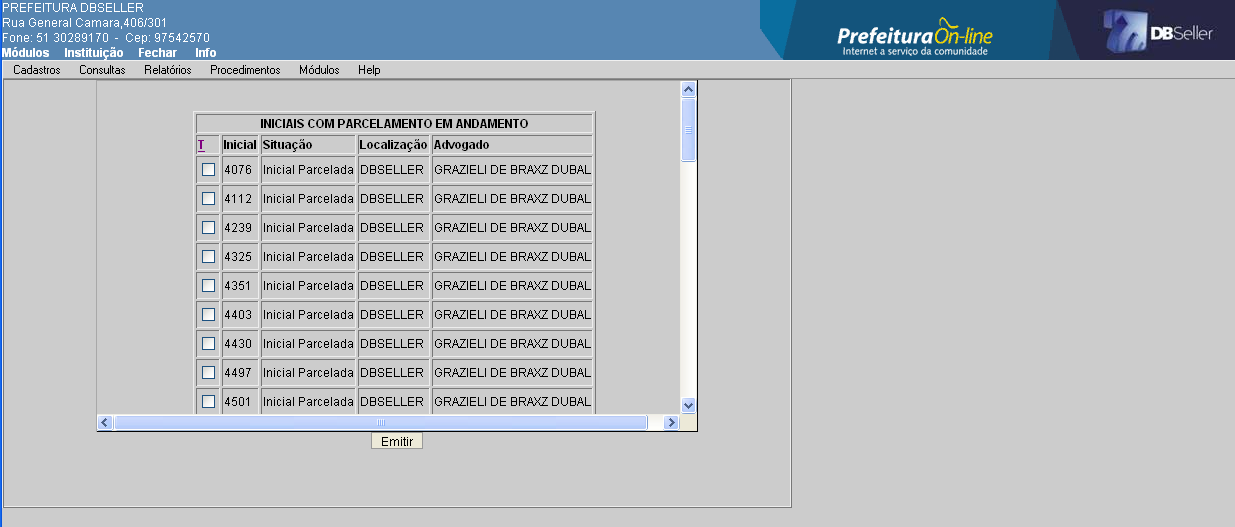 PREFEITURA DBSELLER
Rua General Camara,406/301
Fone: 51 30289170 - Cep: 97542570
Módulos Instituição Fechar Info
Prefeitura On-line
Internet a serviço da comunidade
DBSeller
Cadastros Consultas Relatórios Procedimentos Módulos Help
INICIAIS COM PARCELAMENTO EM ANDAMENTO
T Inicial Situação Localização Advogado
4076 Inicial Parcelada DBSELLER GRAZIELI DE BRAXZ DUBAL
4112 Inicial Parcelada DBSELLER GRAZIELI DE BRAXZ DUBAL
4239 Inicial Parcelada DBSELLER GRAZIELI DE BRAXZ DUBAL
4325 Inicial Parcelada DBSELLER GRAZIELI DE BRAXZ DUBAL
4351 Inicial Parcelada DBSELLER GRAZIELI DE BRAXZ DUBAL
4403 Inicial Parcelada DBSELLER GRAZIELI DE BRAXZ DUBAL
4430 Inicial Parcelada DBSELLER GRAZIELI DE BRAXZ DUBAL
4497 Inicial Parcelada DBSELLER GRAZIELI DE BRAXZ DUBAL
4501 Inicial Parcelada DBSELLER GRAZIELI DE BRAXZ DUBAL
Emitir